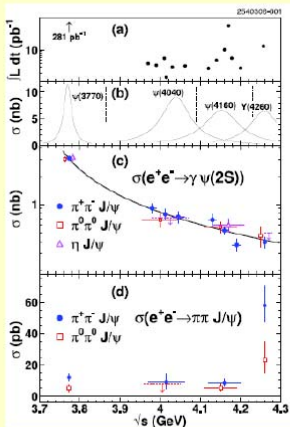 2540306-001
281 pb⁻¹
(a)
∫L dt (pb⁻¹)
10
(b)
ψ(3770)
ψ(4040)
ψ(4160)
Y(4260)
σ (nb)
10
5
0
(c)
σ(e⁺e⁻→γψ(2S))
σ (nb)
1
π⁺π⁻ J/ψ
π⁰π⁰ J/ψ
η J/ψ
(d)
π⁺π⁻ J/ψ
π⁰π⁰ J/ψ
σ(e⁺e⁻→ππ J/ψ)
σ (pb)
60
40
20
0
3.7 3.8 3.9 4.0 4.1 4.2 4.3
√s (GeV)